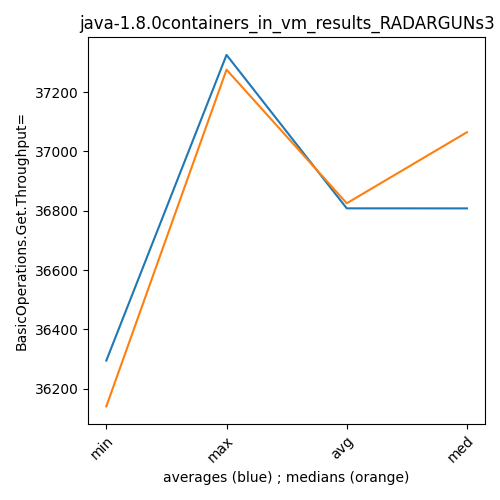 java-1.8.0containers_in_vm_results_RADARGUNs3
BasicOperations.Get.Throughput=
37200
37000
36800
36600
36400
36200
min
max
avg
med
averages (blue) ; medians (orange)